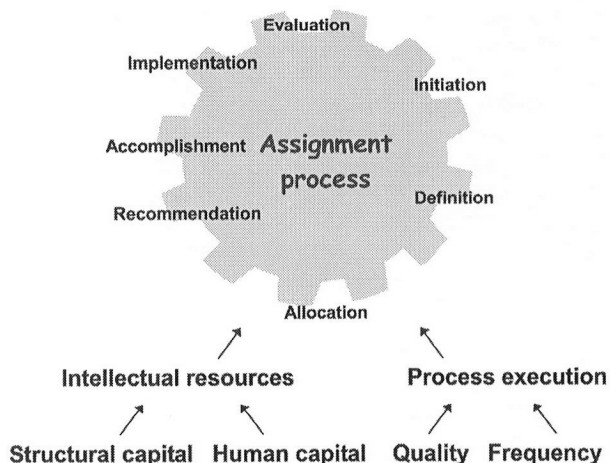 Evaluation
Implementation
Initiation
Accomplishment
Assignment
process
Recommendation
Definition
Allocation
Intellectual resources
Process execution
Structural capital
Human capital
Quality
Frequency